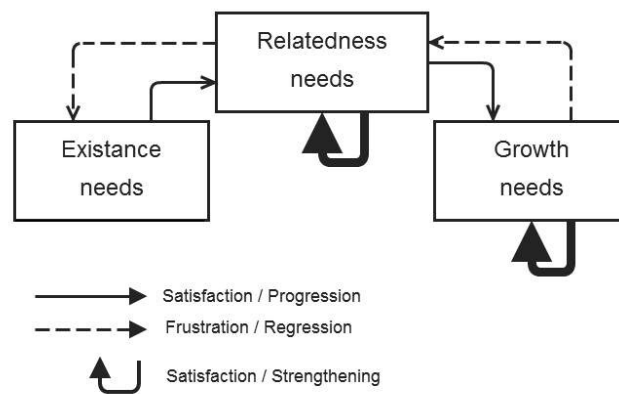 Relatedness
needs
Existance
needs
Growth
needs
Satisfaction / Progression
Frustration / Regression
Satisfaction / Strengthening